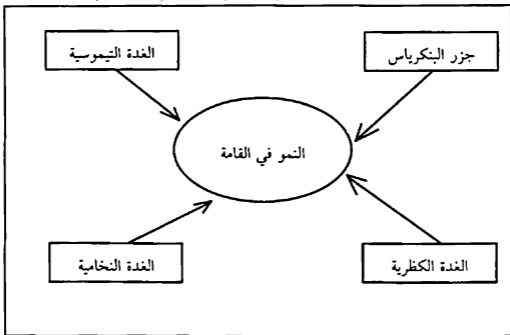 جزر البنكرياس
الغدة التيموسية
النمو في القامة
الغدة الكظرية
الغدة النخامية